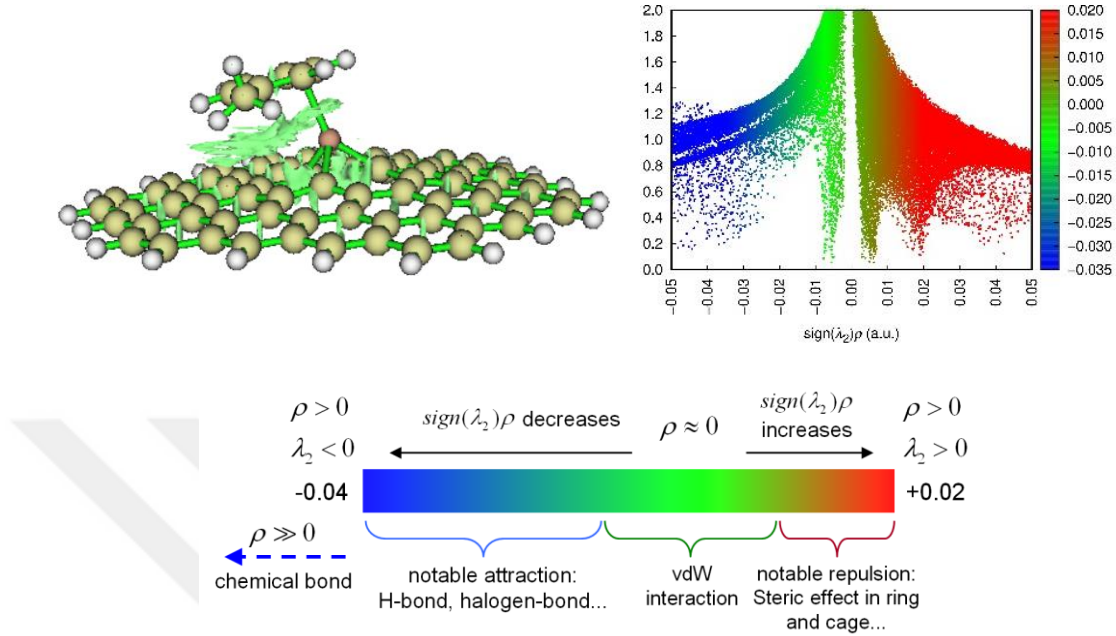 2.0
1.8
1.6
1.4
1.2
1.0
0.8
0.6
0.4
0.2
0.0
−0.05
−0.04
−0.03
−0.02
−0.01
0.00
0.01
0.02
0.03
0.04
0.05
sign(λ₂)ρ (a.u.)
0.020
0.015
0.010
0.005
0.000
−0.005
−0.010
−0.015
−0.020
−0.025
−0.030
−0.035
ρ > 0
λ₂ < 0
-0.04
sign(λ₂)ρ decreases
ρ ≈ 0
sign(λ₂)ρ
increases
ρ > 0
λ₂ > 0
+0.02
ρ ≫ 0
chemical bond
notable attraction:
H-bond, halogen-bond...
vdW
interaction
notable repulsion:
Steric effect in ring
and cage...